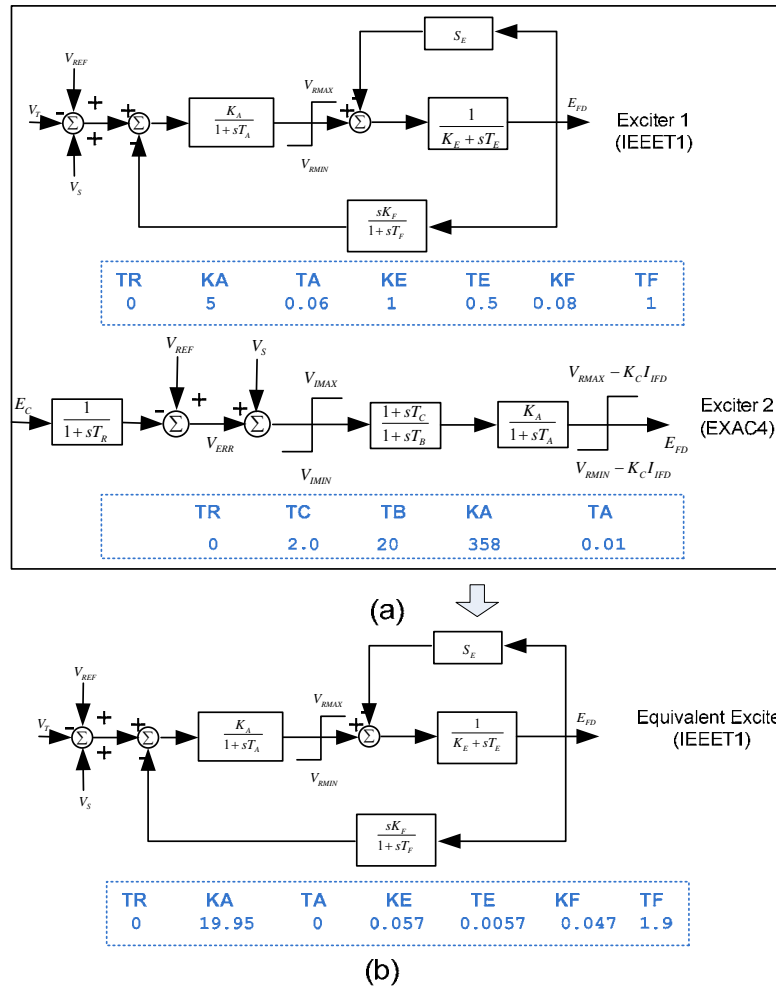 S_E
V_REF
V_RMAX
V_T
- + +
+ -
Σ
Σ
K_A
1 + sT_A
+ -
Σ
1
K_E + sT_E
E_FD
Exciter 1
(IEEET1)
V_RMIN
V_S
sK_F
1 + sT_F
TR KA TA KE TE KF TF
0 5 0.06 1 0.5 0.08 1
V_REF
V_S
V_IMAX
V_RMAX − K_C I_IFD
E_C
1
1 + sT_R
- +
Σ
V_ERR
+
Σ
1 + sT_C
1 + sT_B
K_A
1 + sT_A
E_FD
Exciter 2
(EXAC4)
V_IMIN
V_RMIN − K_C I_IFD
TR TC TB KA TA
0 2.0 20 358 0.01
(a)
S_E
V_REF
V_RMAX
V_T
- + +
+ -
Σ
Σ
K_A
1 + sT_A
+ -
Σ
1
K_E + sT_E
E_FD
Equivalent Excite
(IEEET1)
V_RMIN
V_S
sK_F
1 + sT_F
TR KA TA KE TE KF TF
0 19.95 0 0.057 0.0057 0.047 1.9
(b)